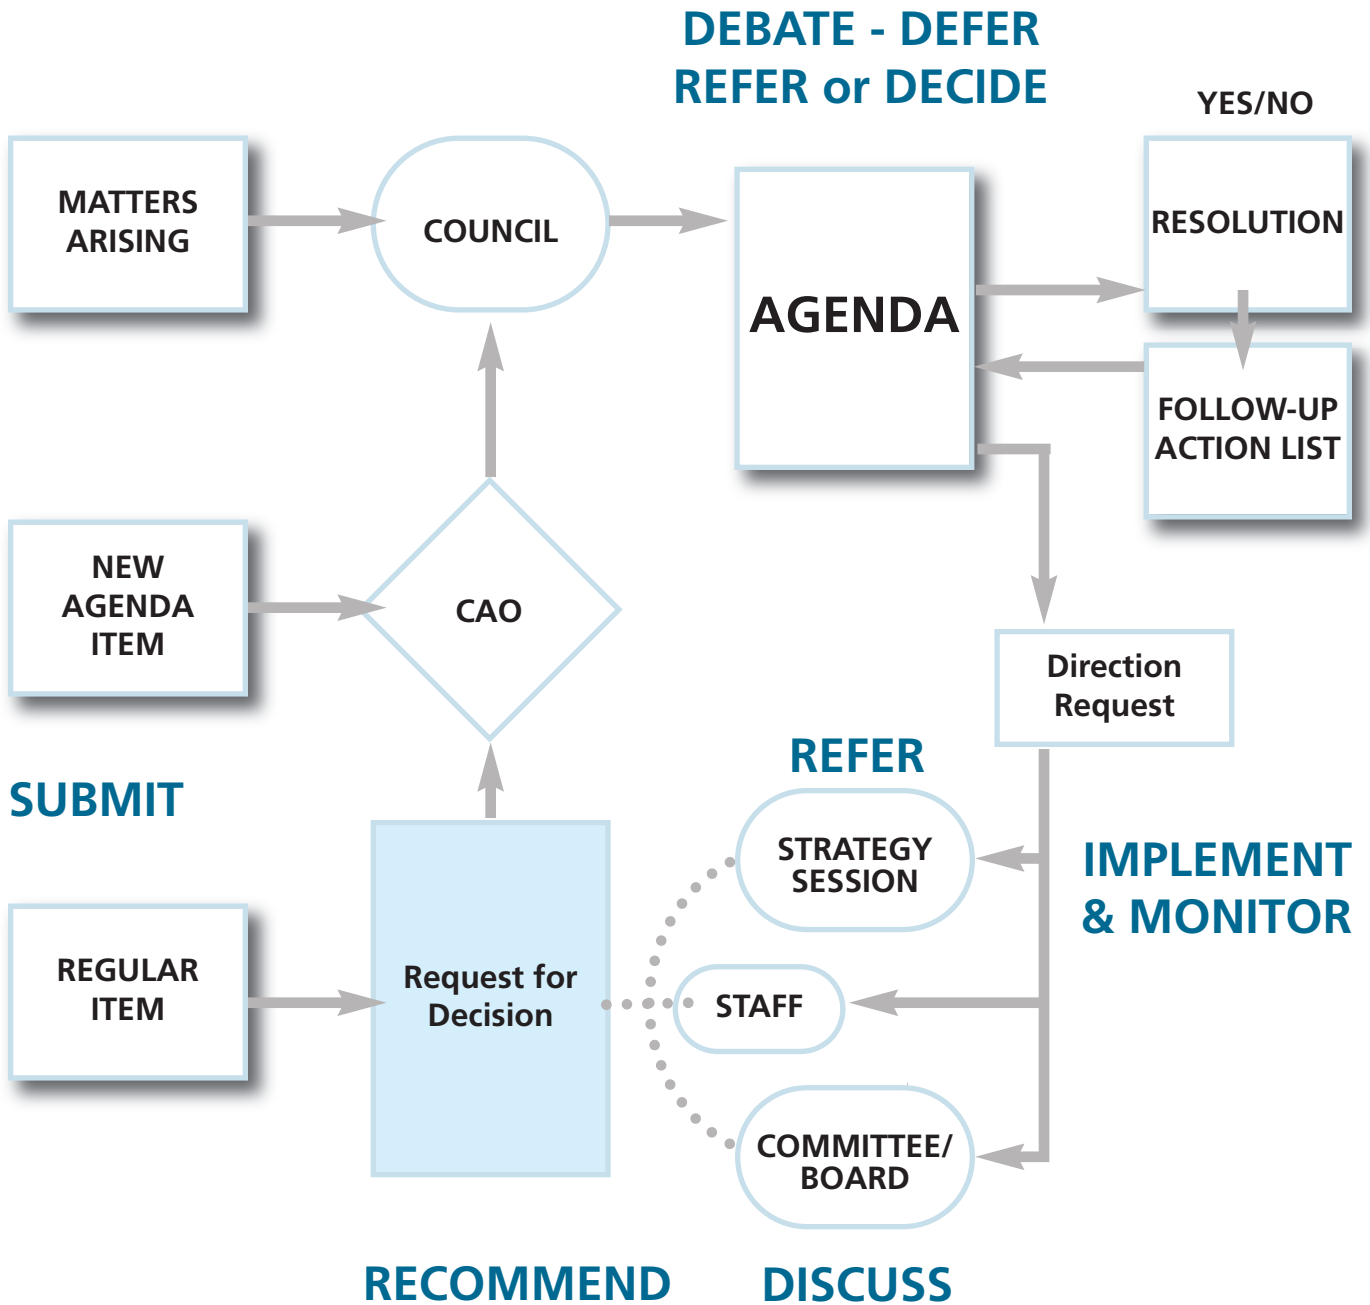 DEBATE - DEFER
REFER or DECIDE
YES/NO
MATTERS
ARISING
COUNCIL
AGENDA
RESOLUTION
FOLLOW-UP
ACTION LIST
NEW
AGENDA
ITEM
CAO
Direction
Request
SUBMIT
REFER
STRATEGY
SESSION
IMPLEMENT
& MONITOR
REGULAR
ITEM
Request for
Decision
STAFF
COMMITTEE/
BOARD
RECOMMEND
DISCUSS